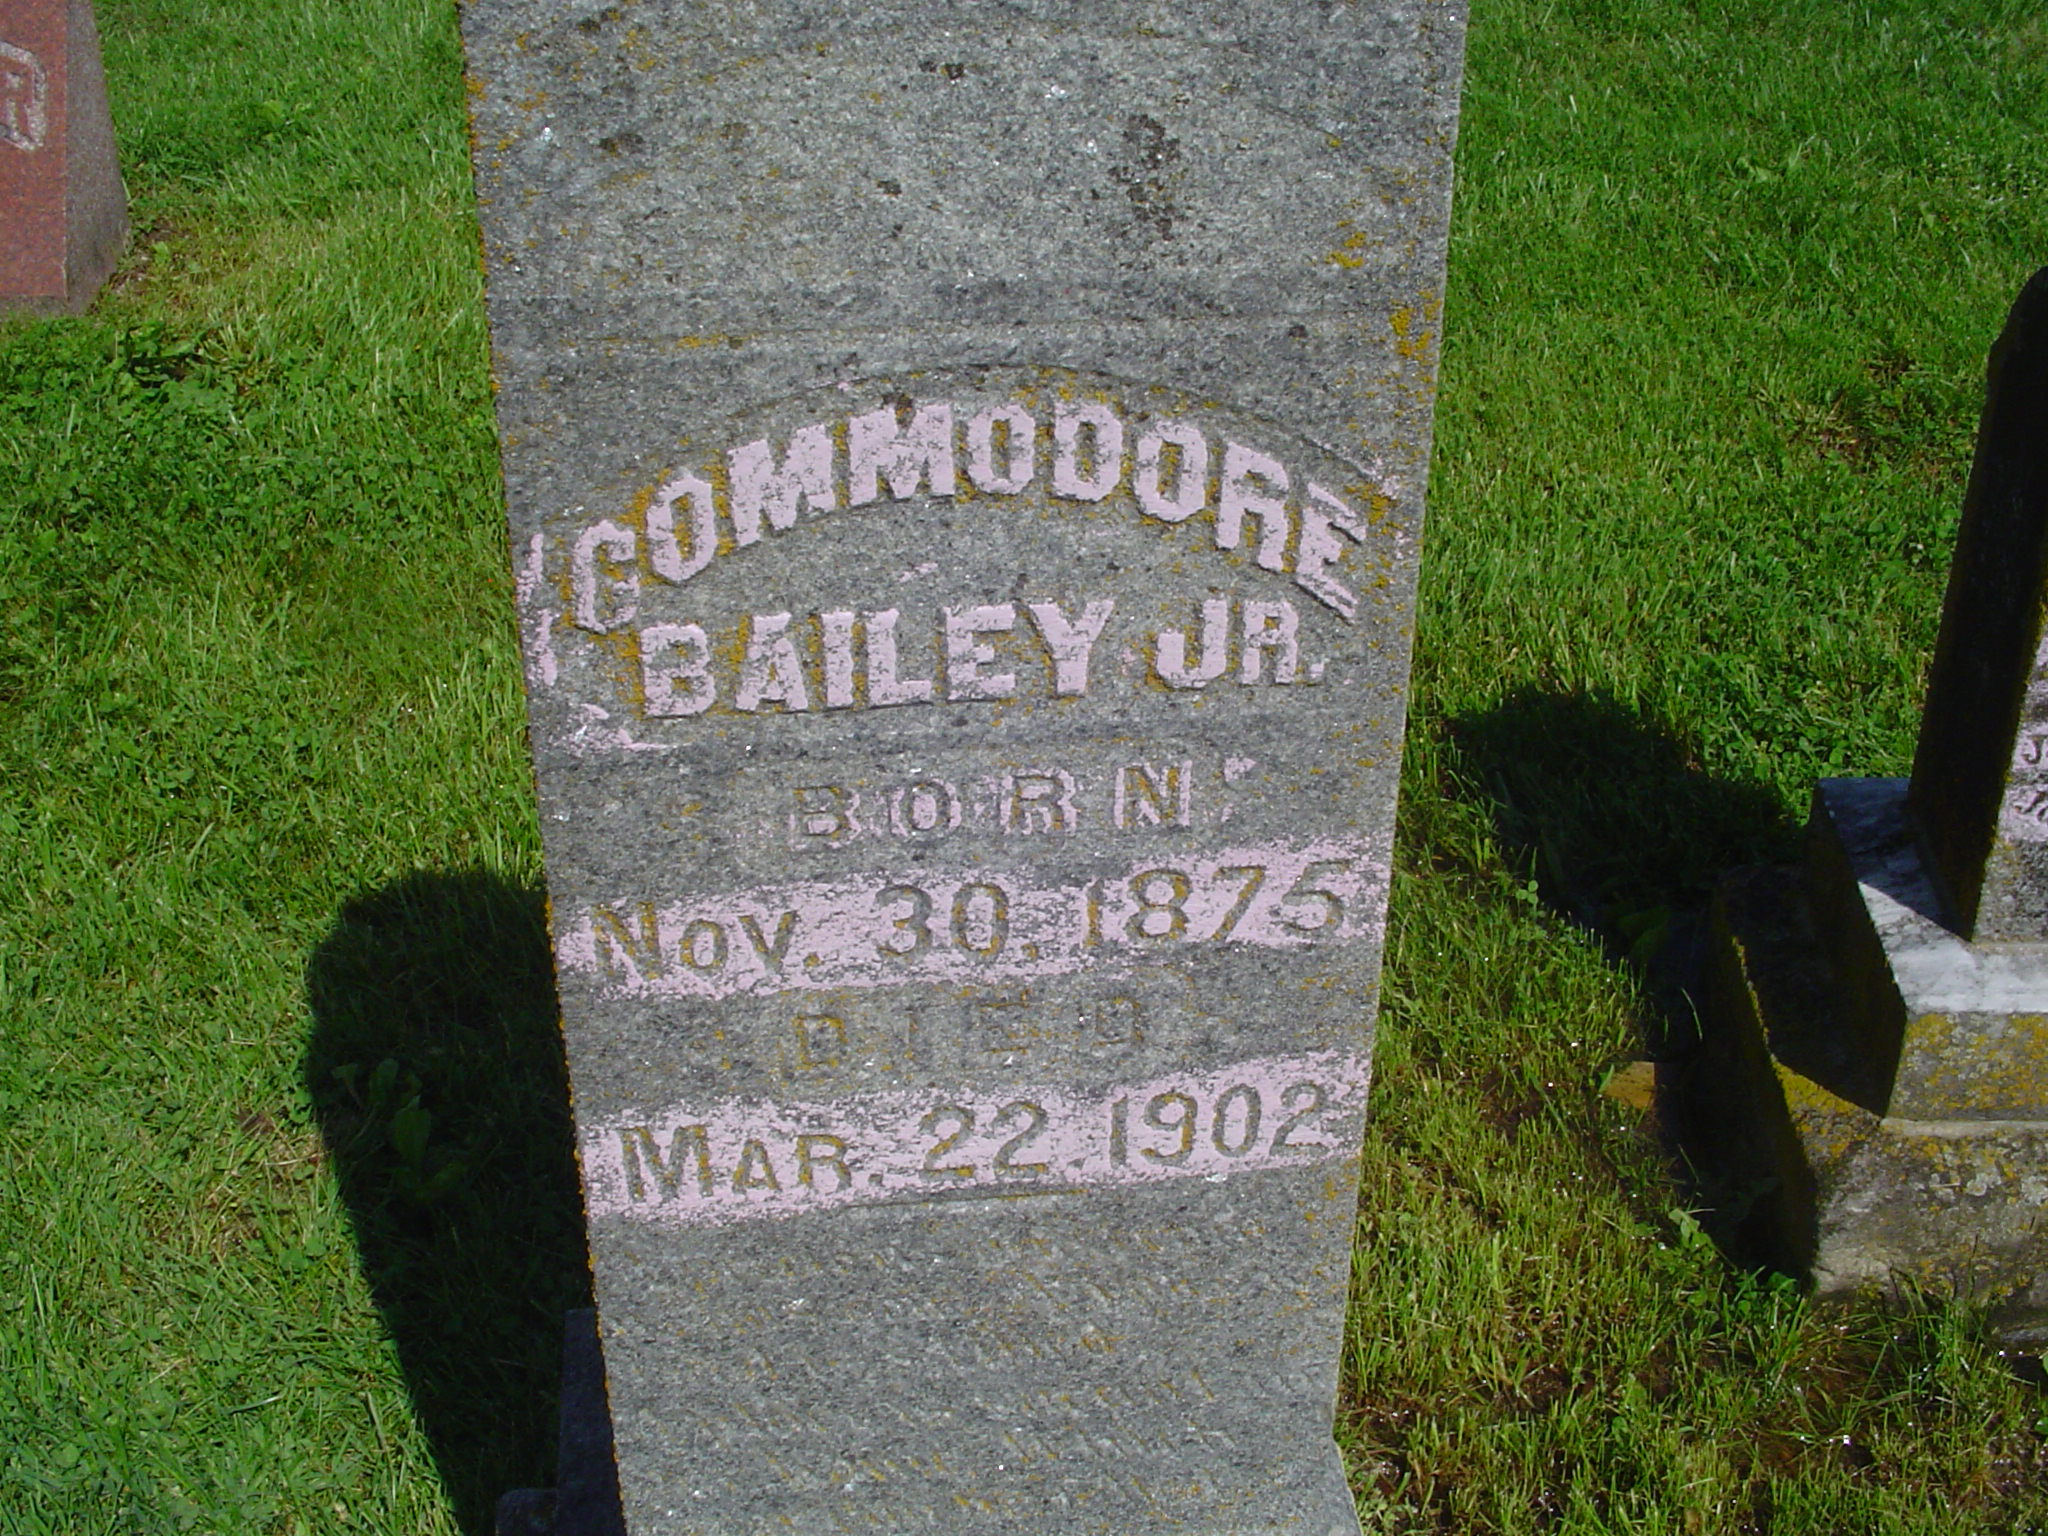 COMMODORE
BAILEY JR.
BORN
NOV. 30, 1875
DIED
MAR. 22, 1902